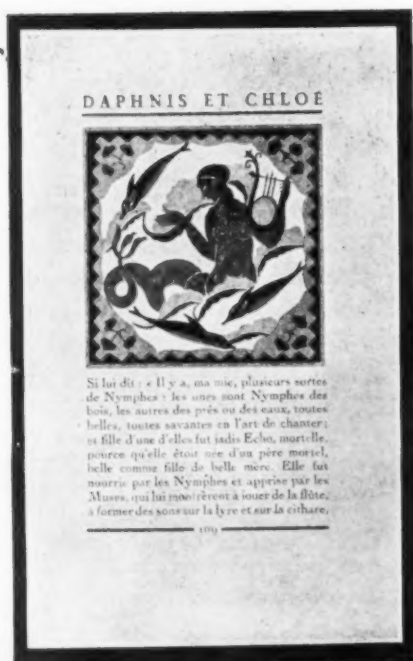 DAPHNIS ET CHLOÉ
Si lui dit : « Il y a, ma mie, plusieurs sortes
de Nymphes : les unes sont Nymphes des
bois, les autres des prés ou des eaux, toutes
belles, toutes savantes en l'art de chanter ;
et fille d'une d'elles fut jadis Echo, mortelle,
pource qu'elle étoit née d'un père mortel,
belle comme fille de belle mère. Elle fut
nourrie par les Nymphes et apprise par les
Muses, qui lui montrèrent à jouer de la flûte,
à former des sons sur la lyre et sur la cithare,
109